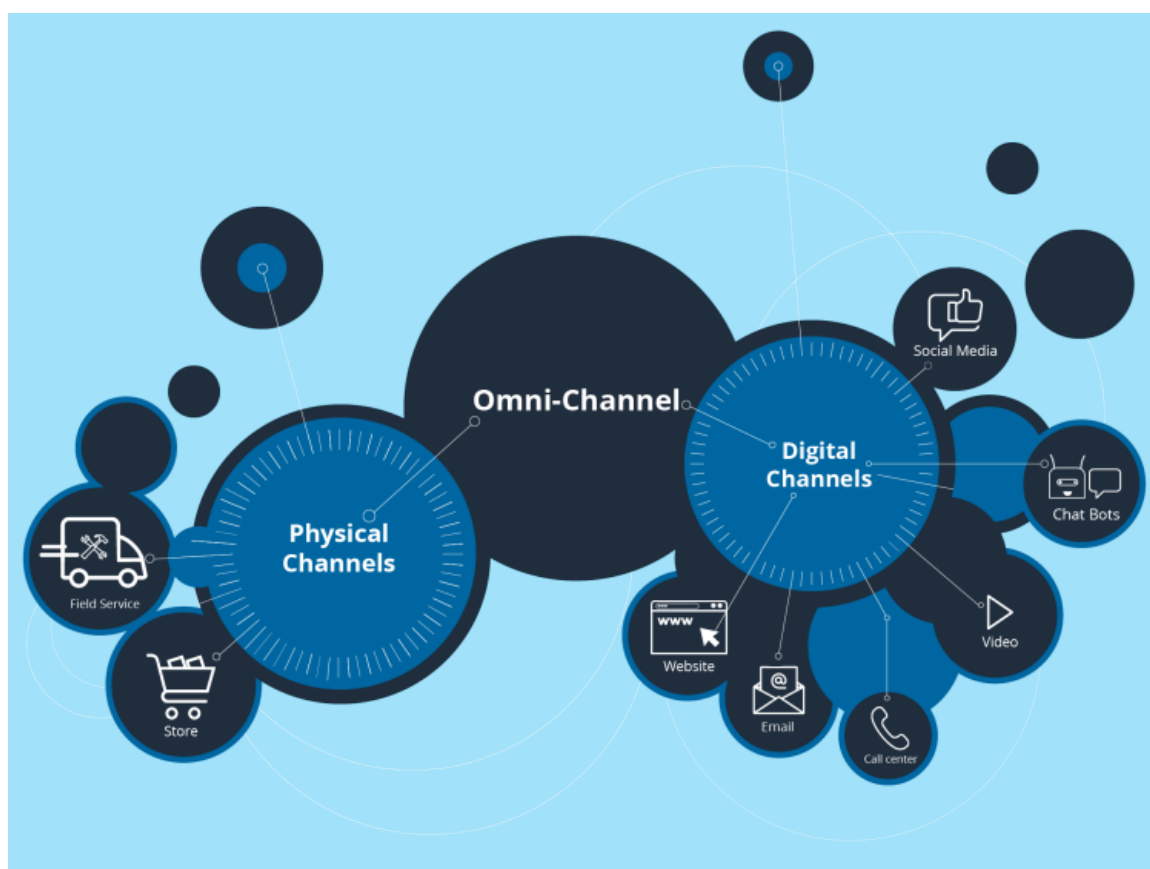 Omni-Channel
Physical
Channels
Field Service
Store
Digital
Channels
Social Media
Chat Bots
Video
Call center
@
Email
www
Website